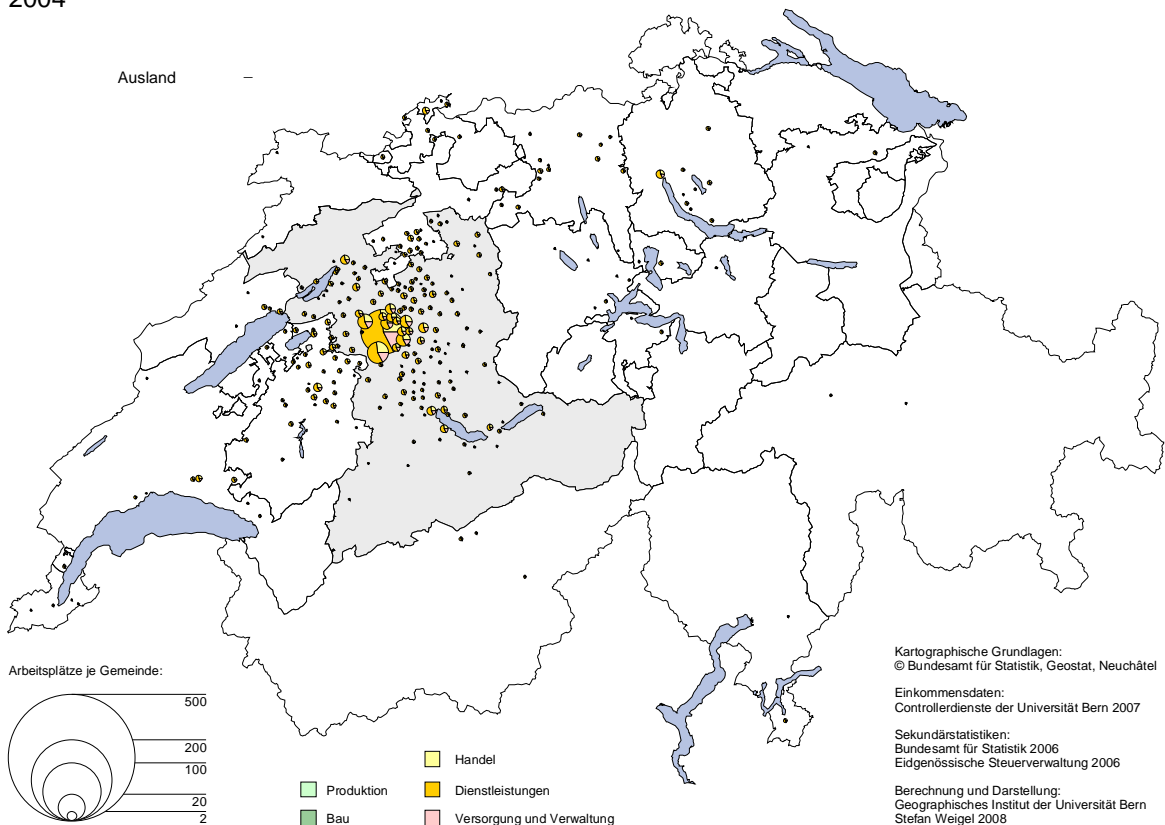 2004
Ausland –
Arbeitsplätze je Gemeinde:
500
200
100
20
2
Handel
Produktion
Dienstleistungen
Bau
Versorgung und Verwaltung
Kartographische Grundlagen:
© Bundesamt für Statistik, Geostat, Neuchâtel
Einkommensdaten:
Controllerdienste der Universität Bern 2007
Sekundärstatistiken:
Bundesamt für Statistik 2006
Eidgenössische Steuerverwaltung 2006
Berechnung und Darstellung:
Geographisches Institut der Universität Bern
Stefan Weigel 2008